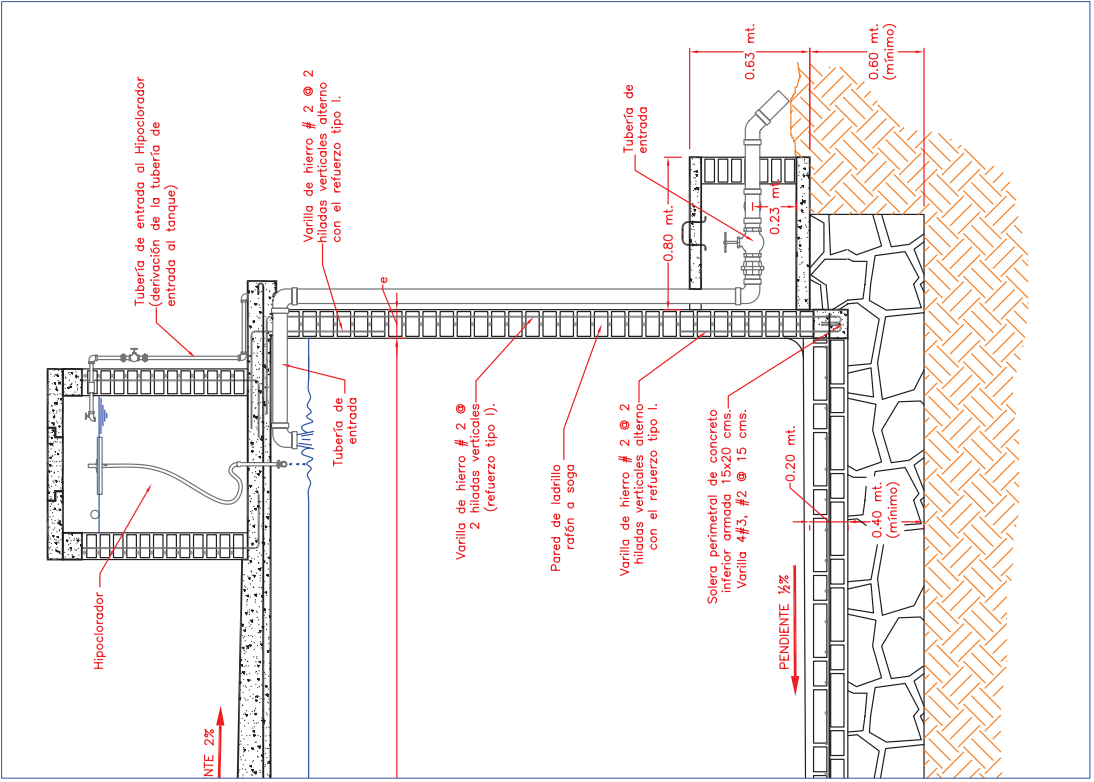 Tubería de entrada al Hipoclorador
(derivación de la tubería de
entrada al tanque)
Varilla de hierro # 2 @ 2
hiladas verticales alterno
con el refuerzo tipo I.
0.63 mt.
0.60 mt.
(mínimo)
Tubería de
entrada
0.80 mt.
0.23 mt.
e
Tubería de
entrada
Hipoclorador
Varilla de hierro # 2 @
2 hiladas verticales
(refuerzo tipo I).
Pared de ladrillo
rafón a soga
Varilla de hierro # 2 @ 2
hiladas verticales alterno
con el refuerzo tipo I.
Solera perimetral de concreto
inferior armada 15x20 cms.
Varilla 4#3, #2 @ 15 cms.
0.20 mt.
0.40 mt.
(mínimo)
PENDIENTE ½%
NTE 2%